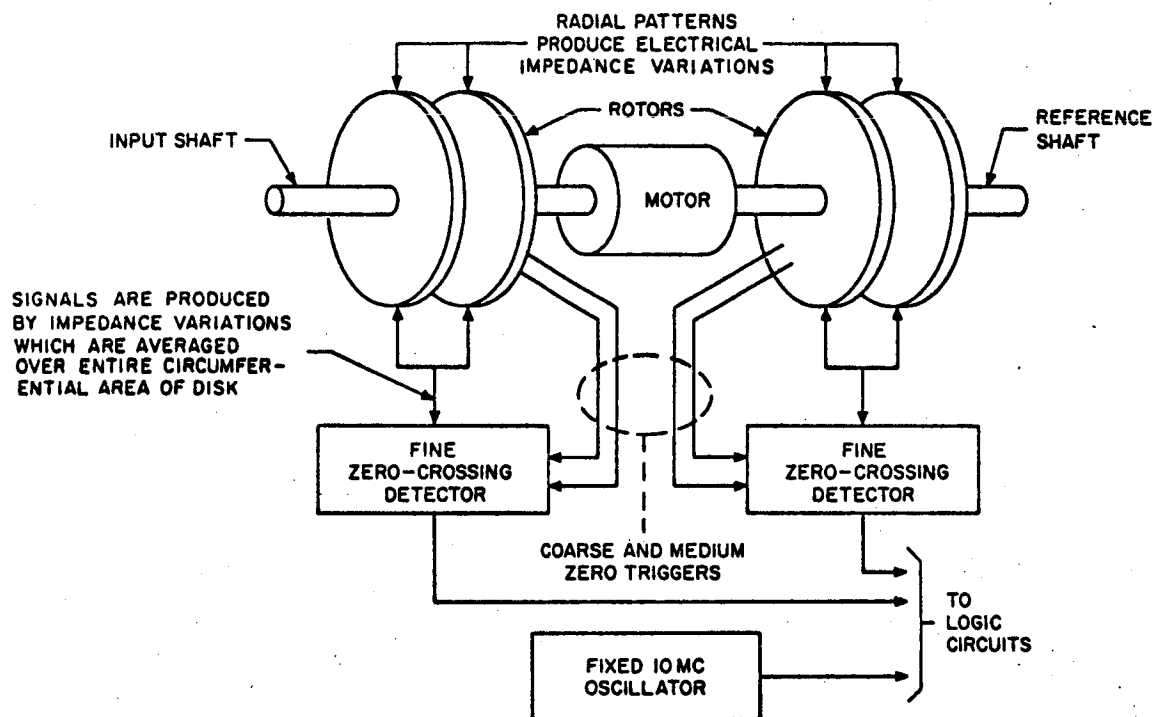 RADIAL PATTERNS
PRODUCE ELECTRICAL
IMPEDANCE VARIATIONS
INPUT SHAFT
ROTORS
REFERENCE
SHAFT
MOTOR
SIGNALS ARE PRODUCED
BY IMPEDANCE VARIATIONS
WHICH ARE AVERAGED
OVER ENTIRE CIRCUMFER-
ENTIAL AREA OF DISK
FINE
ZERO-CROSSING
DETECTOR
FINE
ZERO-CROSSING
DETECTOR
COARSE AND MEDIUM
ZERO TRIGGERS
TO
LOGIC
CIRCUITS
FIXED 10 MC
OSCILLATOR